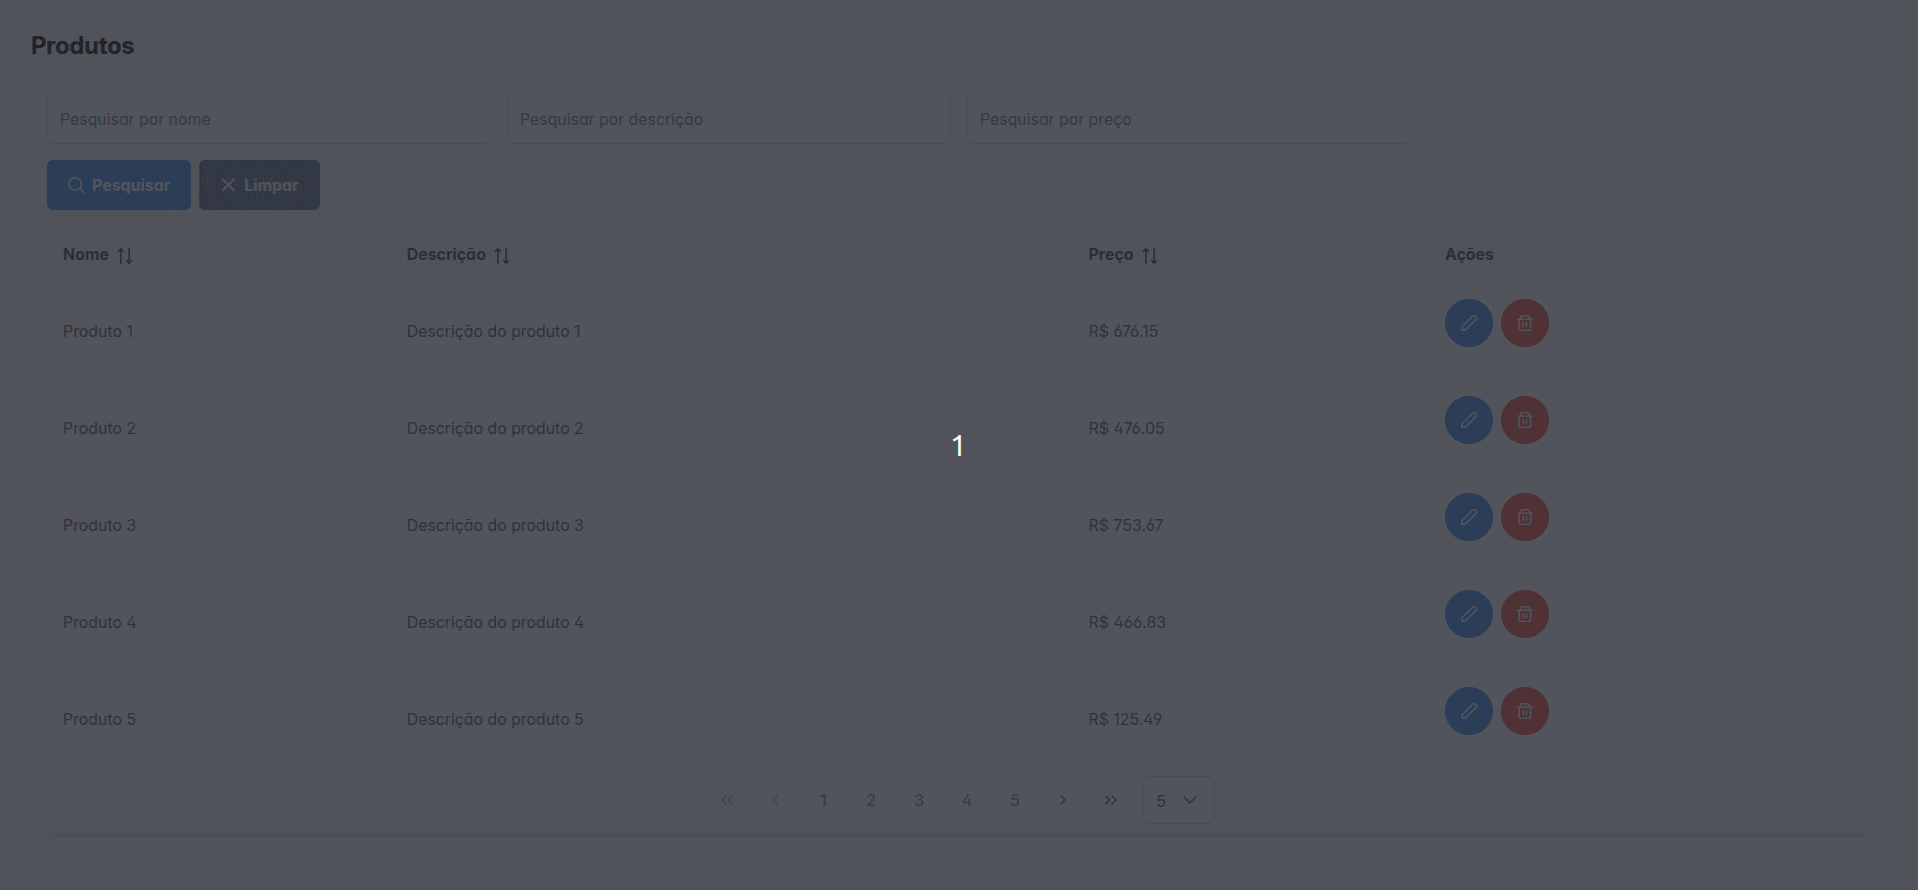 Produtos
Pesquisar por nome Pesquisar por descrição Pesquisar por preço
Pesquisar Limpar
Nome Descrição Preço Ações
Produto 1 Descrição do produto 1 R$ 676.15
Produto 2 Descrição do produto 2 R$ 476.05
1
Produto 3 Descrição do produto 3 R$ 753.67
Produto 4 Descrição do produto 4 R$ 466.83
Produto 5 Descrição do produto 5 R$ 125.49
« ‹ 1 2 3 4 5 › » 5